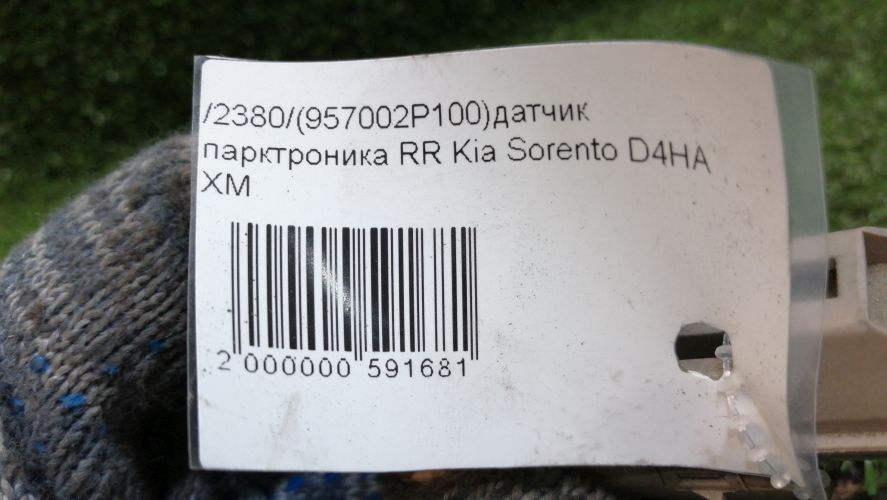 /2380/(957002P100)датчик
парктроника RR Kia Sorento D4HA
XM
2 000000 591681